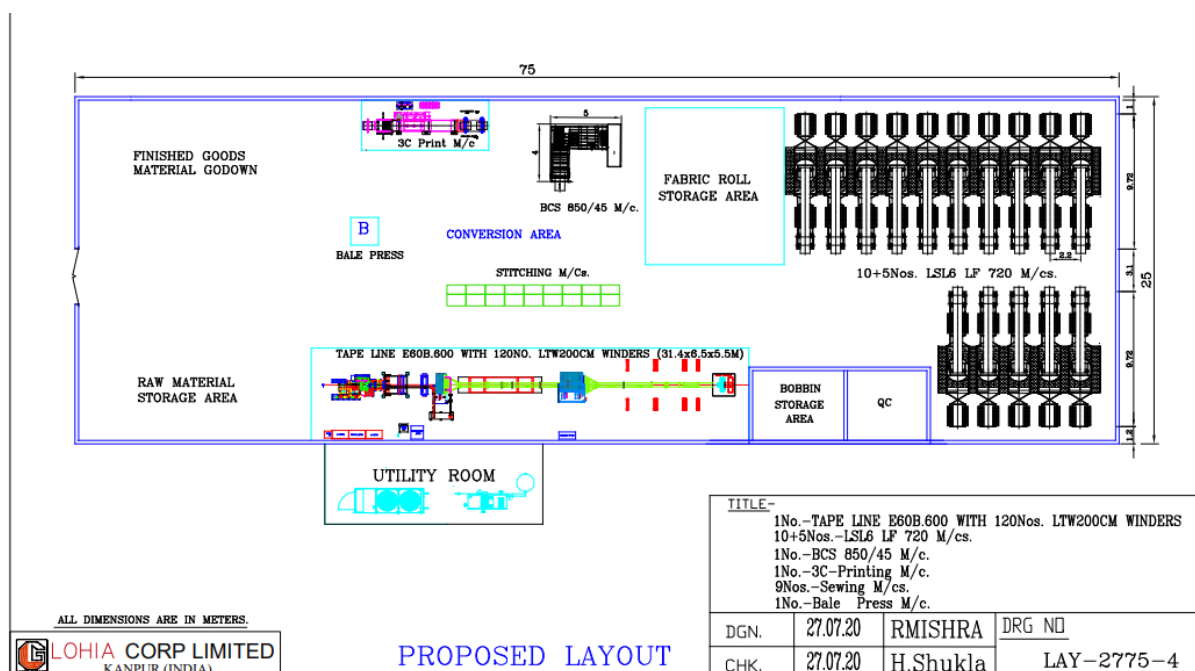 75
5
4
3C Print M/c
FINISHED GOODS
MATERIAL GODOWN
BCS 850/45 M/c.
FABRIC ROLL
STORAGE AREA
1
9.72
B
BALE PRESS
CONVERSION AREA
STITCHING M/Cs.
2.2
10+5Nos. LSL6 LF 720 M/cs.
3.1
25
TAPE LINE E60B.600 WITH 120NO. LTW200CM WINDERS (31.4x6.5x5.5M)
RAW MATERIAL
STORAGE AREA
BOBBIN
STORAGE
AREA
QC
9.72
1.2
UTILITY ROOM
TITLE-
1No.-TAPE LINE E60B.600 WITH 120Nos. LTW200CM WINDERS
10+5Nos.-LSL6 LF 720 M/cs.
1No.-BCS 850/45 M/c.
1No.-3C-Printing M/c.
9Nos.-Sewing M/cs.
1No.-Bale Press M/c.
ALL DIMENSIONS ARE IN METERS.
LOHIA CORP LIMITED
KANPUR (INDIA)
PROPOSED LAYOUT
DGN. 27.07.20 RMISHRA DRG NO
CHK. 27.07.20 H.Shukla LAY-2775-4